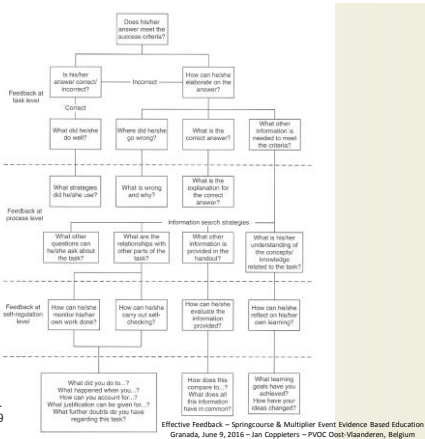 Does his/her
answer meet the
success criteria?
Is his/her
answer correct/
incorrect?
Incorrect
How can he/she
elaborate on the
answer?
Feedback at
task level
Correct
What did he/she
do well?
Where did he/she
go wrong?
What is the
correct answer?
What other
information is
needed to meet
the criteria?
What strategies
did he/she use?
What is wrong
and why?
What is the
explanation for
the correct
answer?
Feedback at
process level
Information search strategies
What other
questions can
he/she ask about
the task?
What are the
relationships with
other parts of the
task?
What other
information is
provided in the
handout?
What is his/her
understanding of
the concepts/
knowledge
related to the task?
Feedback at
self-regulation
level
How can he/she
monitor his/her
own work done?
How can he/she
carry out self-
checking?
How can he/she
evaluate the
information
provided?
How can he/she
reflect on his/her
own learning?
What did you do to...?
What happened when you...?
How can you account for...?
What justification can be given for...?
What further doubts do you have
regarding this task?
How does this
compare to...?
What does all
this information
have in common?
What learning
goals have you
achieved?
How have your
ideas changed?
9
Effective Feedback – Springcourse & Multiplier Event Evidence Based Education
Granada, June 9, 2016 – Jan Coppieters – PVOC Oost-Vlaanderen, Belgium